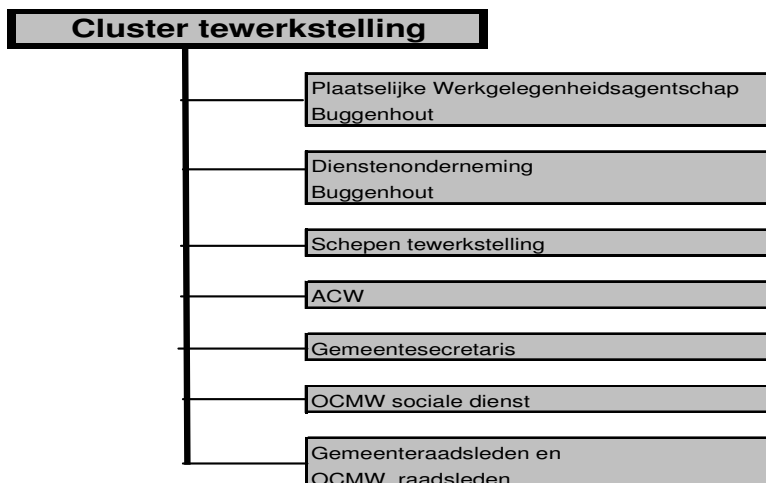 Cluster tewerkstelling
Plaatselijke Werkgelegenheidsagentschap
Buggenhout
Dienstenonderneming
Buggenhout
Schepen tewerkstelling
ACW
Gemeentesecretaris
OCMW sociale dienst
Gemeenteraadsleden en
OCMW raadsleden